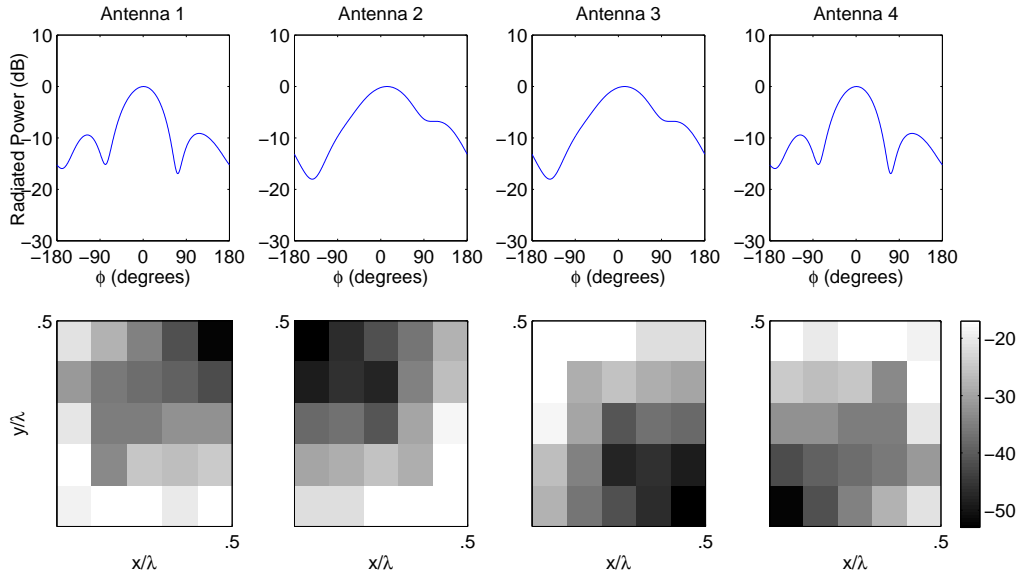 Antenna 1 Antenna 2 Antenna 3 Antenna 4
Radiated Power (dB)
10 10 10 10
0 0 0 0
−10 −10 −10 −10
−20 −20 −20 −20
−30 −30 −30 −30
−180 −90 0 90 180 −180 −90 0 90 180 −180 −90 0 90 180 −180 −90 0 90 180
ϕ (degrees) ϕ (degrees) ϕ (degrees) ϕ (degrees)
.5 .5 .5 .5
y/λ
−20
−30
−40
−50
.5 .5 .5 .5
x/λ x/λ x/λ x/λ